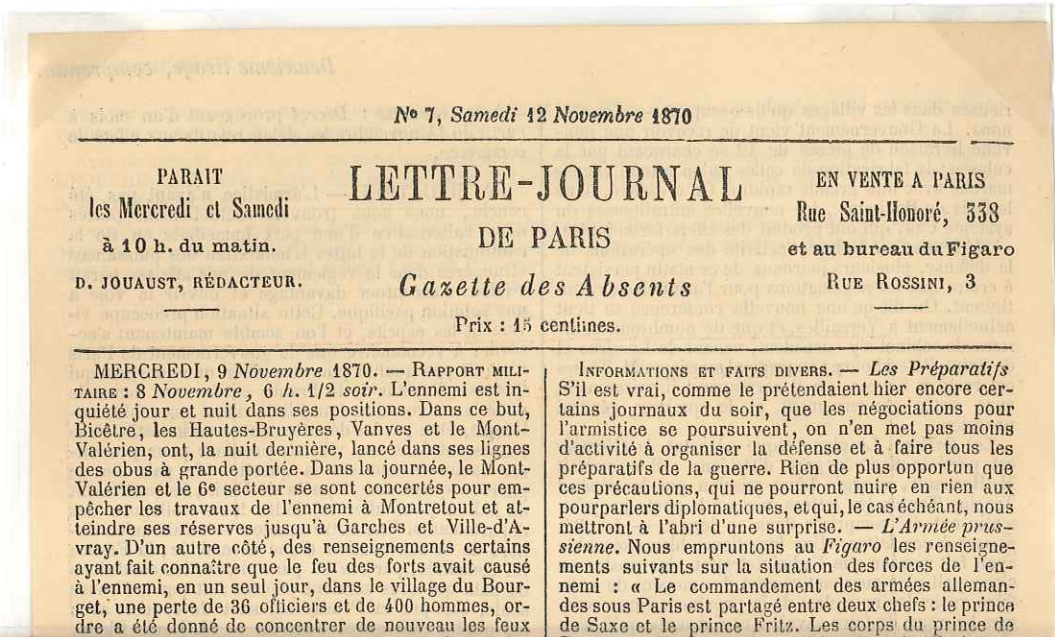 Nº 7, Samedi 12 Novembre 1870
PARAIT
les Mercredi et Samedi
à 10 h. du matin.
D. JOUAUST, RÉDACTEUR.
LETTRE-JOURNAL
DE PARIS
Gazette des Absents
Prix : 15 centimes.
EN VENTE A PARIS
Rue Saint-Honoré, 338
et au bureau du Figaro
RUE ROSSINI, 3
MERCREDI, 9 Novembre 1870. — RAPPORT MILI-
TAIRE : 8 Novembre, 6 h. 1/2 soir. L'ennemi est in-
quiété jour et nuit dans ses positions. Dans ce but,
Bicêtre, les Hautes-Bruyères, Vanves et le Mont-
Valérien, ont, la nuit dernière, lancé dans ses lignes
des obus à grande portée. Dans la journée, le Mont-
Valérien et le 6e secteur se sont concertés pour em-
pêcher les travaux de l'ennemi à Montretout et at-
teindre ses réserves jusqu'à Garches et Ville-d'A-
vray. D'un autre côté, des renseignements certains
ayant fait connaître que le feu des forts avait causé
à l'ennemi, en un seul jour, dans le village du Bour-
get, une perte de 36 officiers et de 400 hommes, or-
dre a été donné de concentrer de nouveau les feux
INFORMATIONS ET FAITS DIVERS. — Les Préparatifs
S'il est vrai, comme le prétendaient hier encore cer-
tains journaux du soir, que les négociations pour
l'armistice se poursuivent, on n'en met pas moins
d'activité à organiser la défense et à faire tous les
préparatifs de la guerre. Rien de plus opportun que
ces précautions, qui ne pourront nuire en rien aux
pourparlers diplomatiques, et qui, le cas échéant, nous
mettront à l'abri d'une surprise. — L'Armée prus-
sienne. Nous empruntons au Figaro les renseigne-
ments suivants sur la situation des forces de l'en-
nemi : « Le commandement des armées alleman-
des sous Paris est partagé entre deux chefs : le prince
de Saxe et le prince Fritz. Les corps du prince de